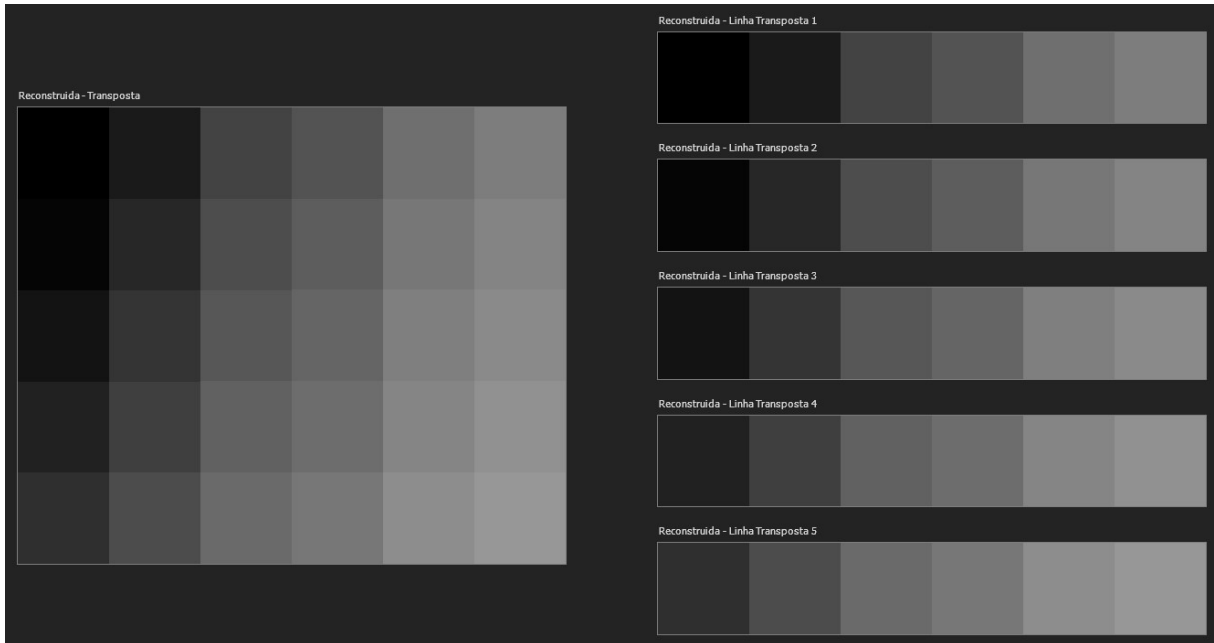 Reconstruida - Transposta
Reconstruida - Linha Transposta 1
Reconstruida - Linha Transposta 2
Reconstruida - Linha Transposta 3
Reconstruida - Linha Transposta 4
Reconstruida - Linha Transposta 5